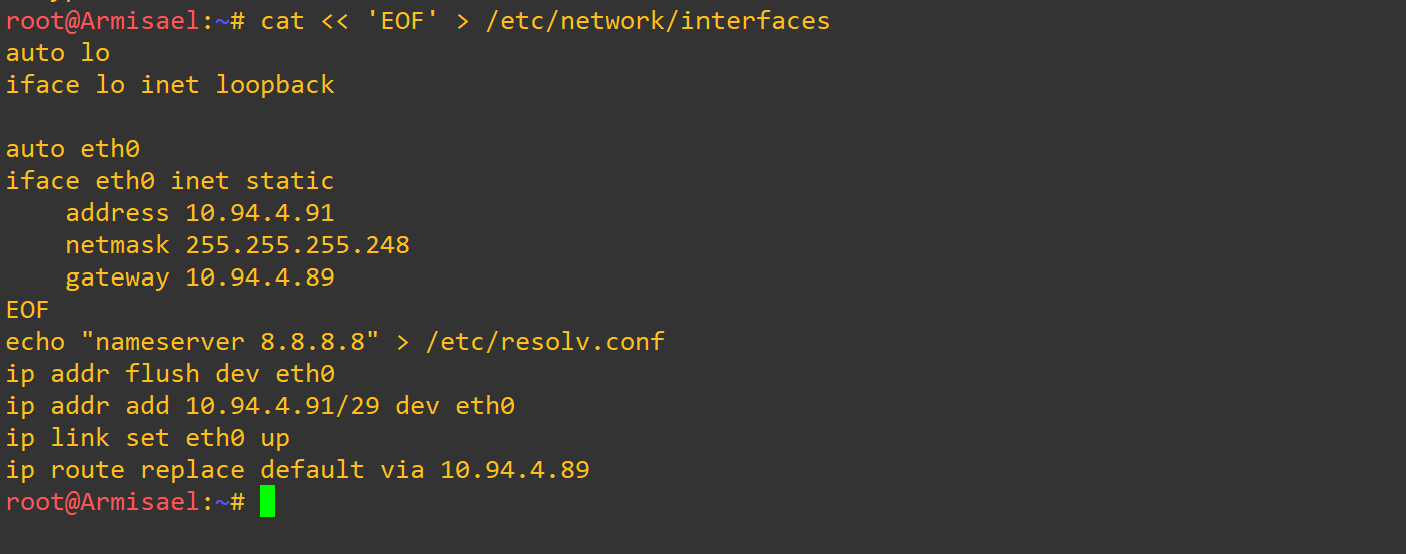 root@Armisael:~# cat << 'EOF' > /etc/network/interfaces
auto lo
iface lo inet loopback

auto eth0
iface eth0 inet static
    address 10.94.4.91
    netmask 255.255.255.248
    gateway 10.94.4.89
EOF
echo "nameserver 8.8.8.8" > /etc/resolv.conf
ip addr flush dev eth0
ip addr add 10.94.4.91/29 dev eth0
ip link set eth0 up
ip route replace default via 10.94.4.89
root@Armisael:~#